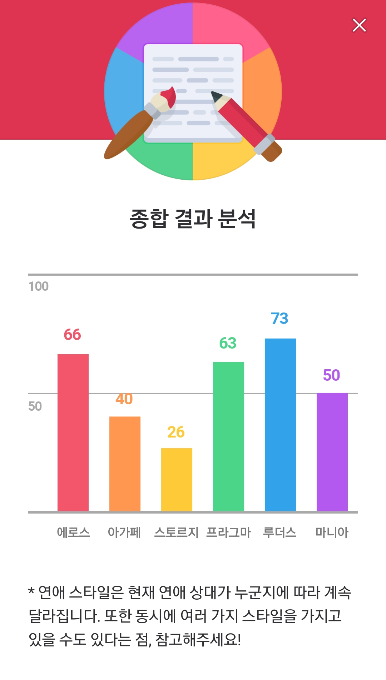 종합 결과 분석
100
66
40
26
63
73
50
50
에로스 아가페 스토르지 프라그마 루더스 마니아
* 연애 스타일은 현재 연애 상대가 누군지에 따라 계속
달라집니다. 또한 동시에 여러 가지 스타일을 가지고
있을 수도 있다는 점, 참고해주세요!